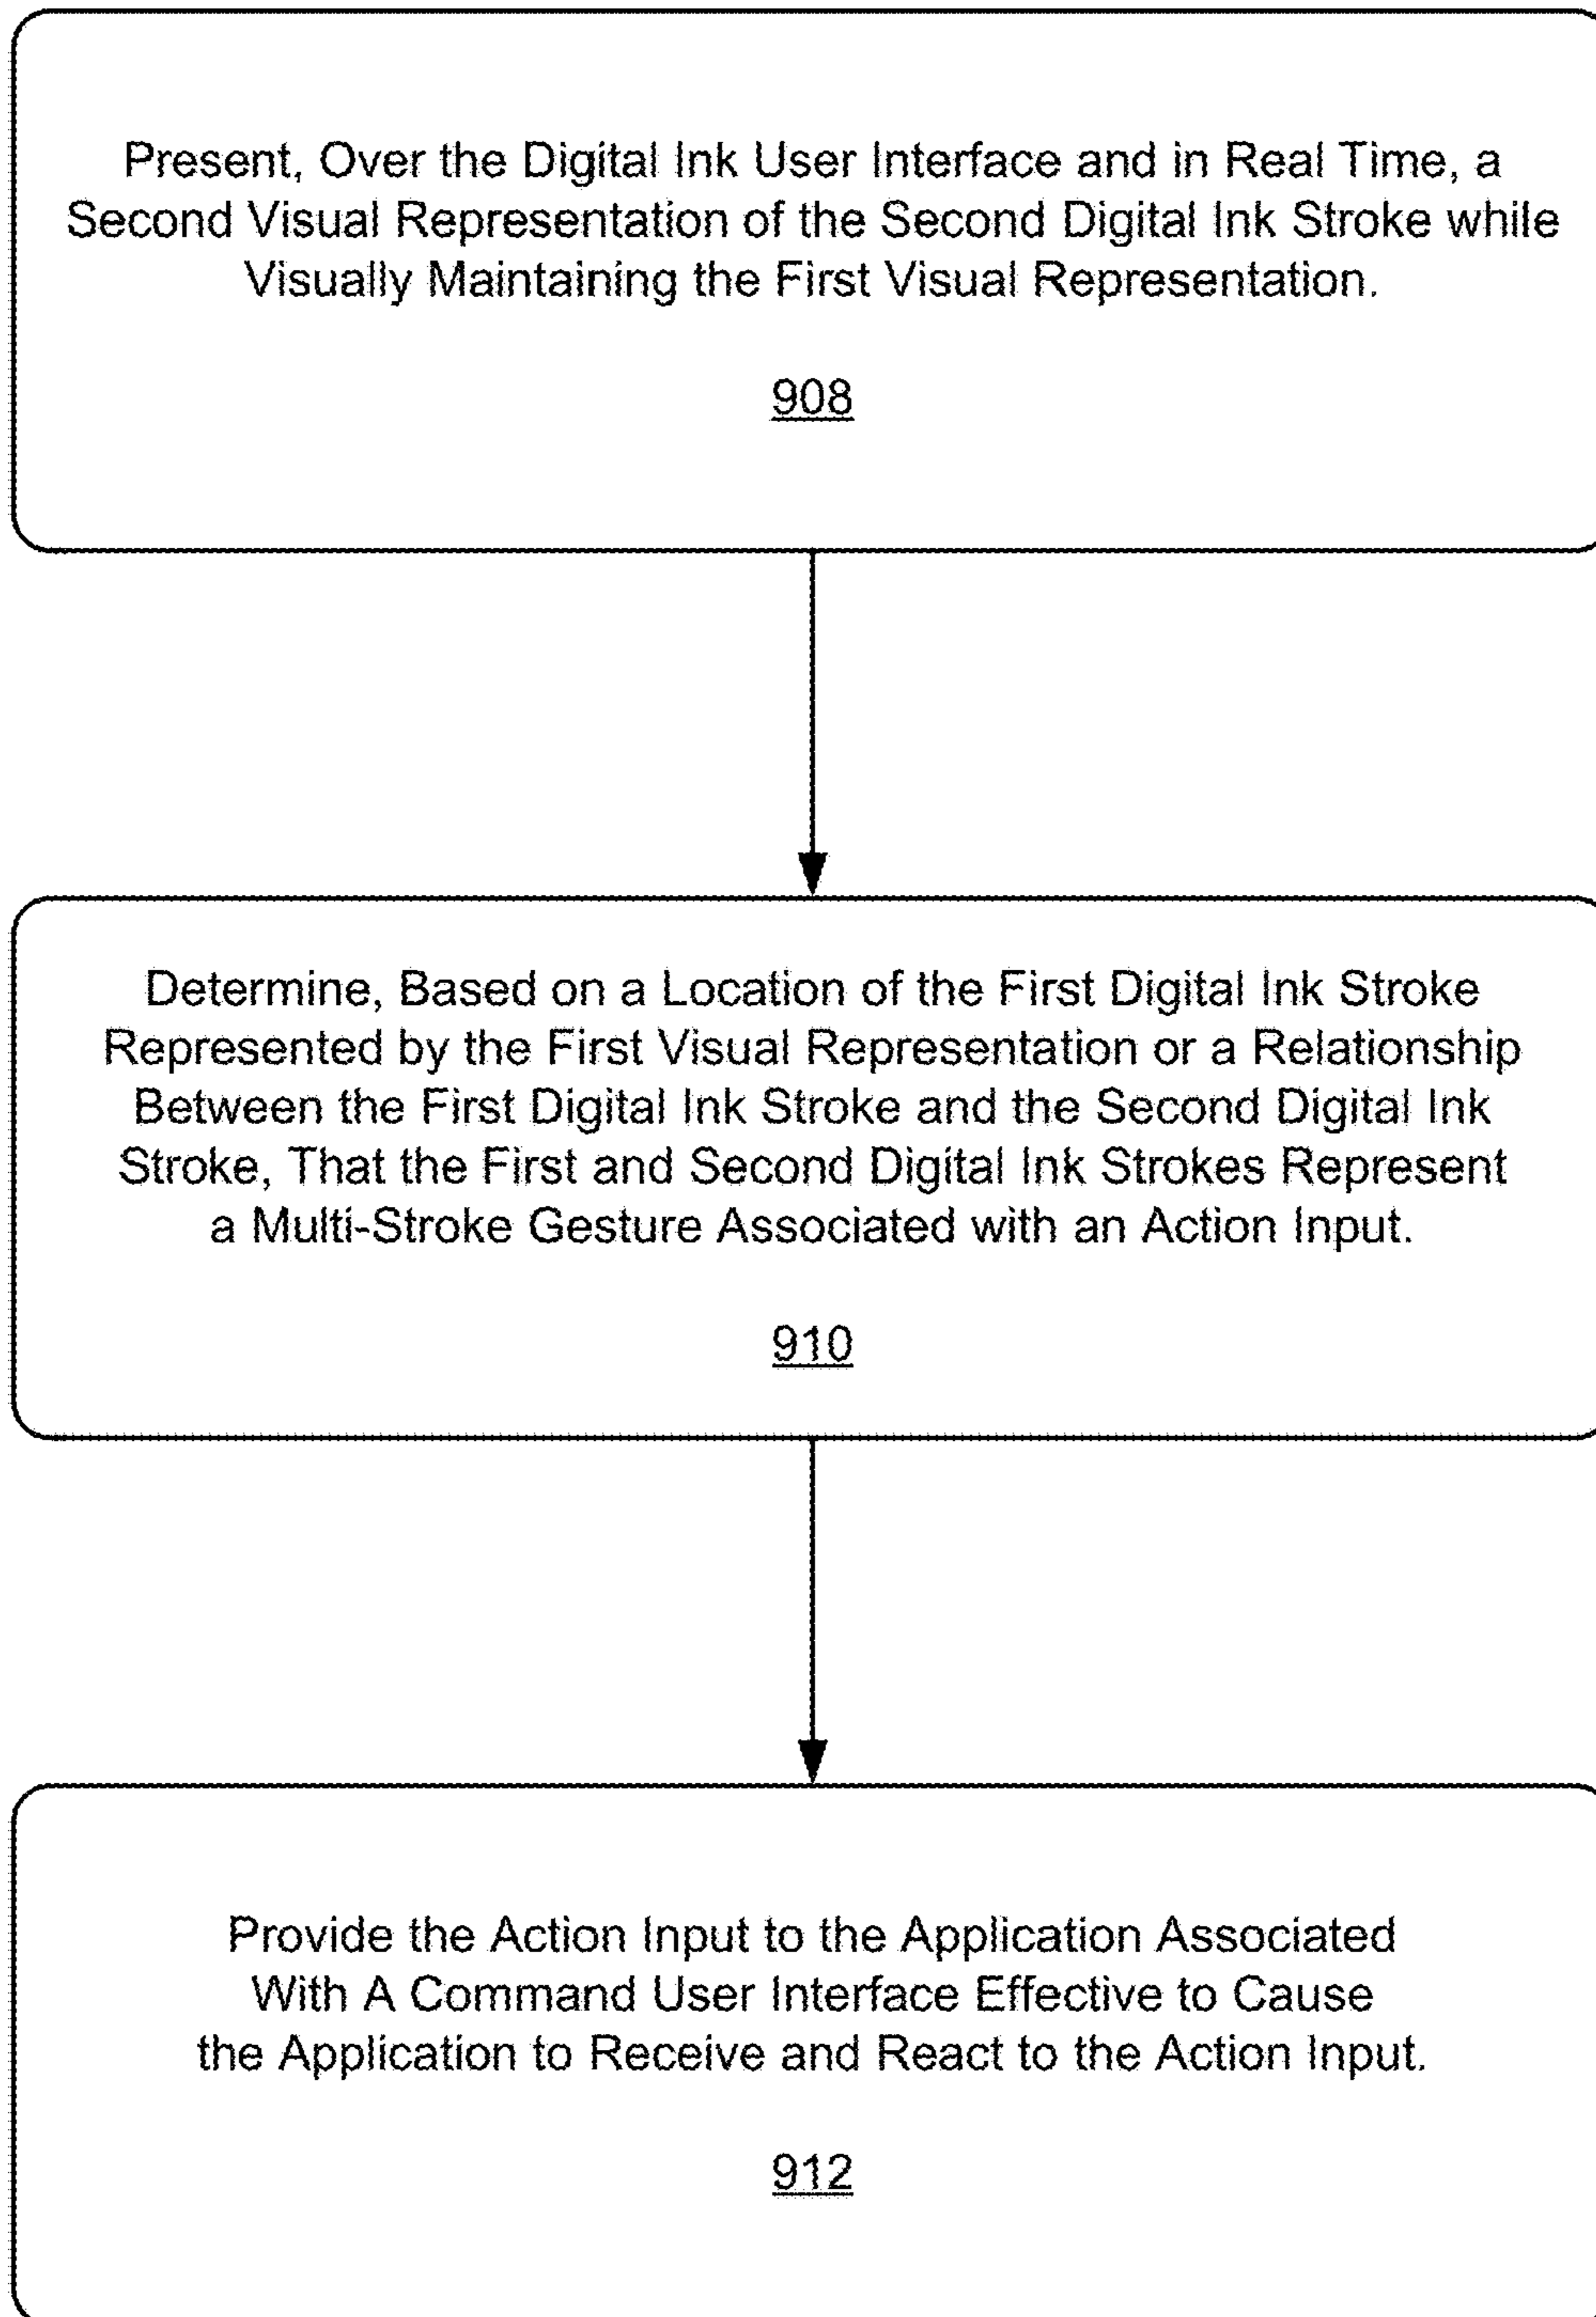 Present, Over the Digital Ink User Interface and in Real Time, a
Second Visual Representation of the Second Digital Ink Stroke while
Visually Maintaining the First Visual Representation.
908
Determine, Based on a Location of the First Digital Ink Stroke
Represented by the First Visual Representation or a Relationship
Between the First Digital Ink Stroke and the Second Digital Ink
Stroke, That the First and Second Digital Ink Strokes Represent
a Multi-Stroke Gesture Associated with an Action Input.
910
Provide the Action Input to the Application Associated
With A Command User Interface Effective to Cause
the Application to Receive and React to the Action Input.
912